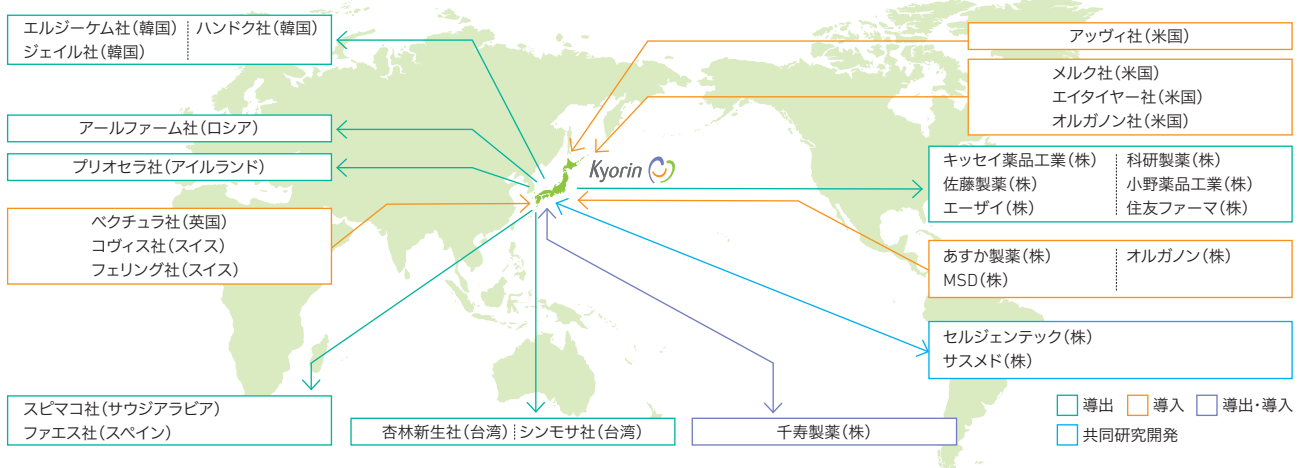 エルジーケム社(韓国) ハンドク社(韓国)
ジェイル社(韓国)
アールファーム社(ロシア)
プリオセラ社(アイルランド)
ベクチュラ社(英国)
コヴィス社(スイス)
フェリング社(スイス)
スピマコ社(サウジアラビア)
ファエス社(スペイン)
杏林新生社(台湾) シンモサ社(台湾)
千寿製薬(株)
Kyorin
アッヴィ社(米国)
メルク社(米国)
エイタイヤー社(米国)
オルガノン社(米国)
キッセイ薬品工業(株) 科研製薬(株)
佐藤製薬(株) 小野薬品工業(株)
エーザイ(株) 住友ファーマ(株)
あすか製薬(株) オルガノン(株)
MSD(株)
セルジェンテック(株)
サスメド(株)
導出 導入 導出・導入
共同研究開発